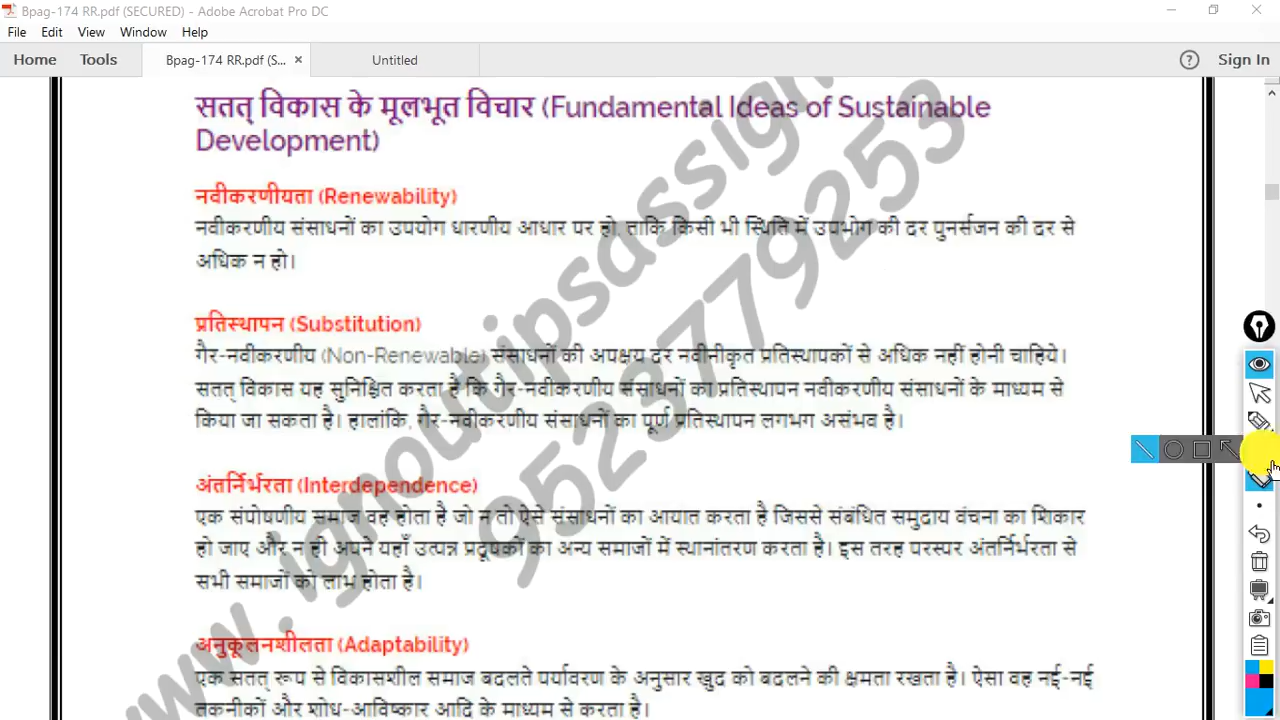 Bpag-174 RR.pdf (SECURED) - Adobe Acrobat Pro DC
File Edit View Window Help
Home Tools Bpag-174 RR.pdf (S... × Untitled ? Sign In
सतत् विकास के मूलभूत विचार (Fundamental Ideas of Sustainable
Development)
नवीकरणीयता (Renewability)
नवीकरणीय संसाधनों का उपयोग धारणीय आधार पर हो, ताकि किसी भी स्थिति में उपभोग की दर पुनर्सजन की दर से
अधिक न हो।
प्रतिस्थापन (Substitution)
गैर-नवीकरणीय (Non-Renewable) संसाधनों की अपक्षय दर नवीनीकृत प्रतिस्थापकों से अधिक नहीं होनी चाहिये।
सतत् विकास यह सुनिश्चित करता है कि गैर-नवीकरणीय संसाधनों का प्रतिस्थापन नवीकरणीय संसाधनों के माध्यम से
किया जा सकता है। हालांकि, गैर-नवीकरणीय संसाधनों का पूर्ण प्रतिस्थापन लगभग असंभव है।
अंतर्निर्भरता (Interdependence)
एक संपोषणीय समाज वह होता है जो न तो ऐसे संसाधनों का आयात करता है जिससे संबंधित समुदाय वंचना का शिकार
हो जाए और न ही अपने यहाँ उत्पन्न प्रदूषकों का अन्य समाजों में स्थानांतरण करता है। इस तरह परस्पर अंतर्निर्भरता से
सभी समाजों को लाभ होता है।
अनुकूलनशीलता (Adaptability)
एक सतत् रूप से विकासशील समाज बदलते पर्यावरण के अनुसार खुद को बदलने की क्षमता रखता है। ऐसा वह नई-नई
तकनीकों और शोध-आविष्कार आदि के माध्यम से करता है।
www.ignoutipsassign
9523779253